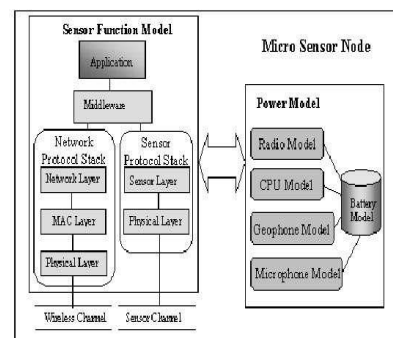 Sensor Function Model
Application
Middleware
Network
Protocol Stack
Network Layer
MAC Layer
Physical Layer
Sensor
Protocol Stack
Sensor Layer
Physical Layer
Wireless Channel
Sensor Channel
Micro Sensor Node
Power Model
Radio Model
CPU Model
Geophone Model
Microphone Model
Battery
Model